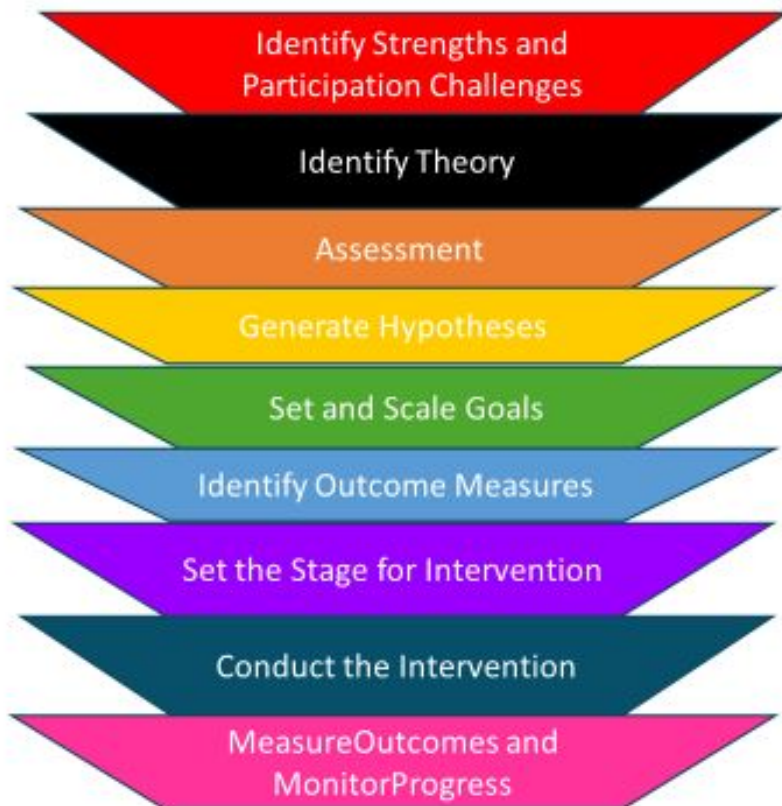 Identify Strengths and
Participation Challenges
Identify Theory
Assessment
Generate Hypotheses
Set and Scale Goals
Identify Outcome Measures
Set the Stage for Intervention
Conduct the Intervention
MeasureOutcomes and
MonitorProgress